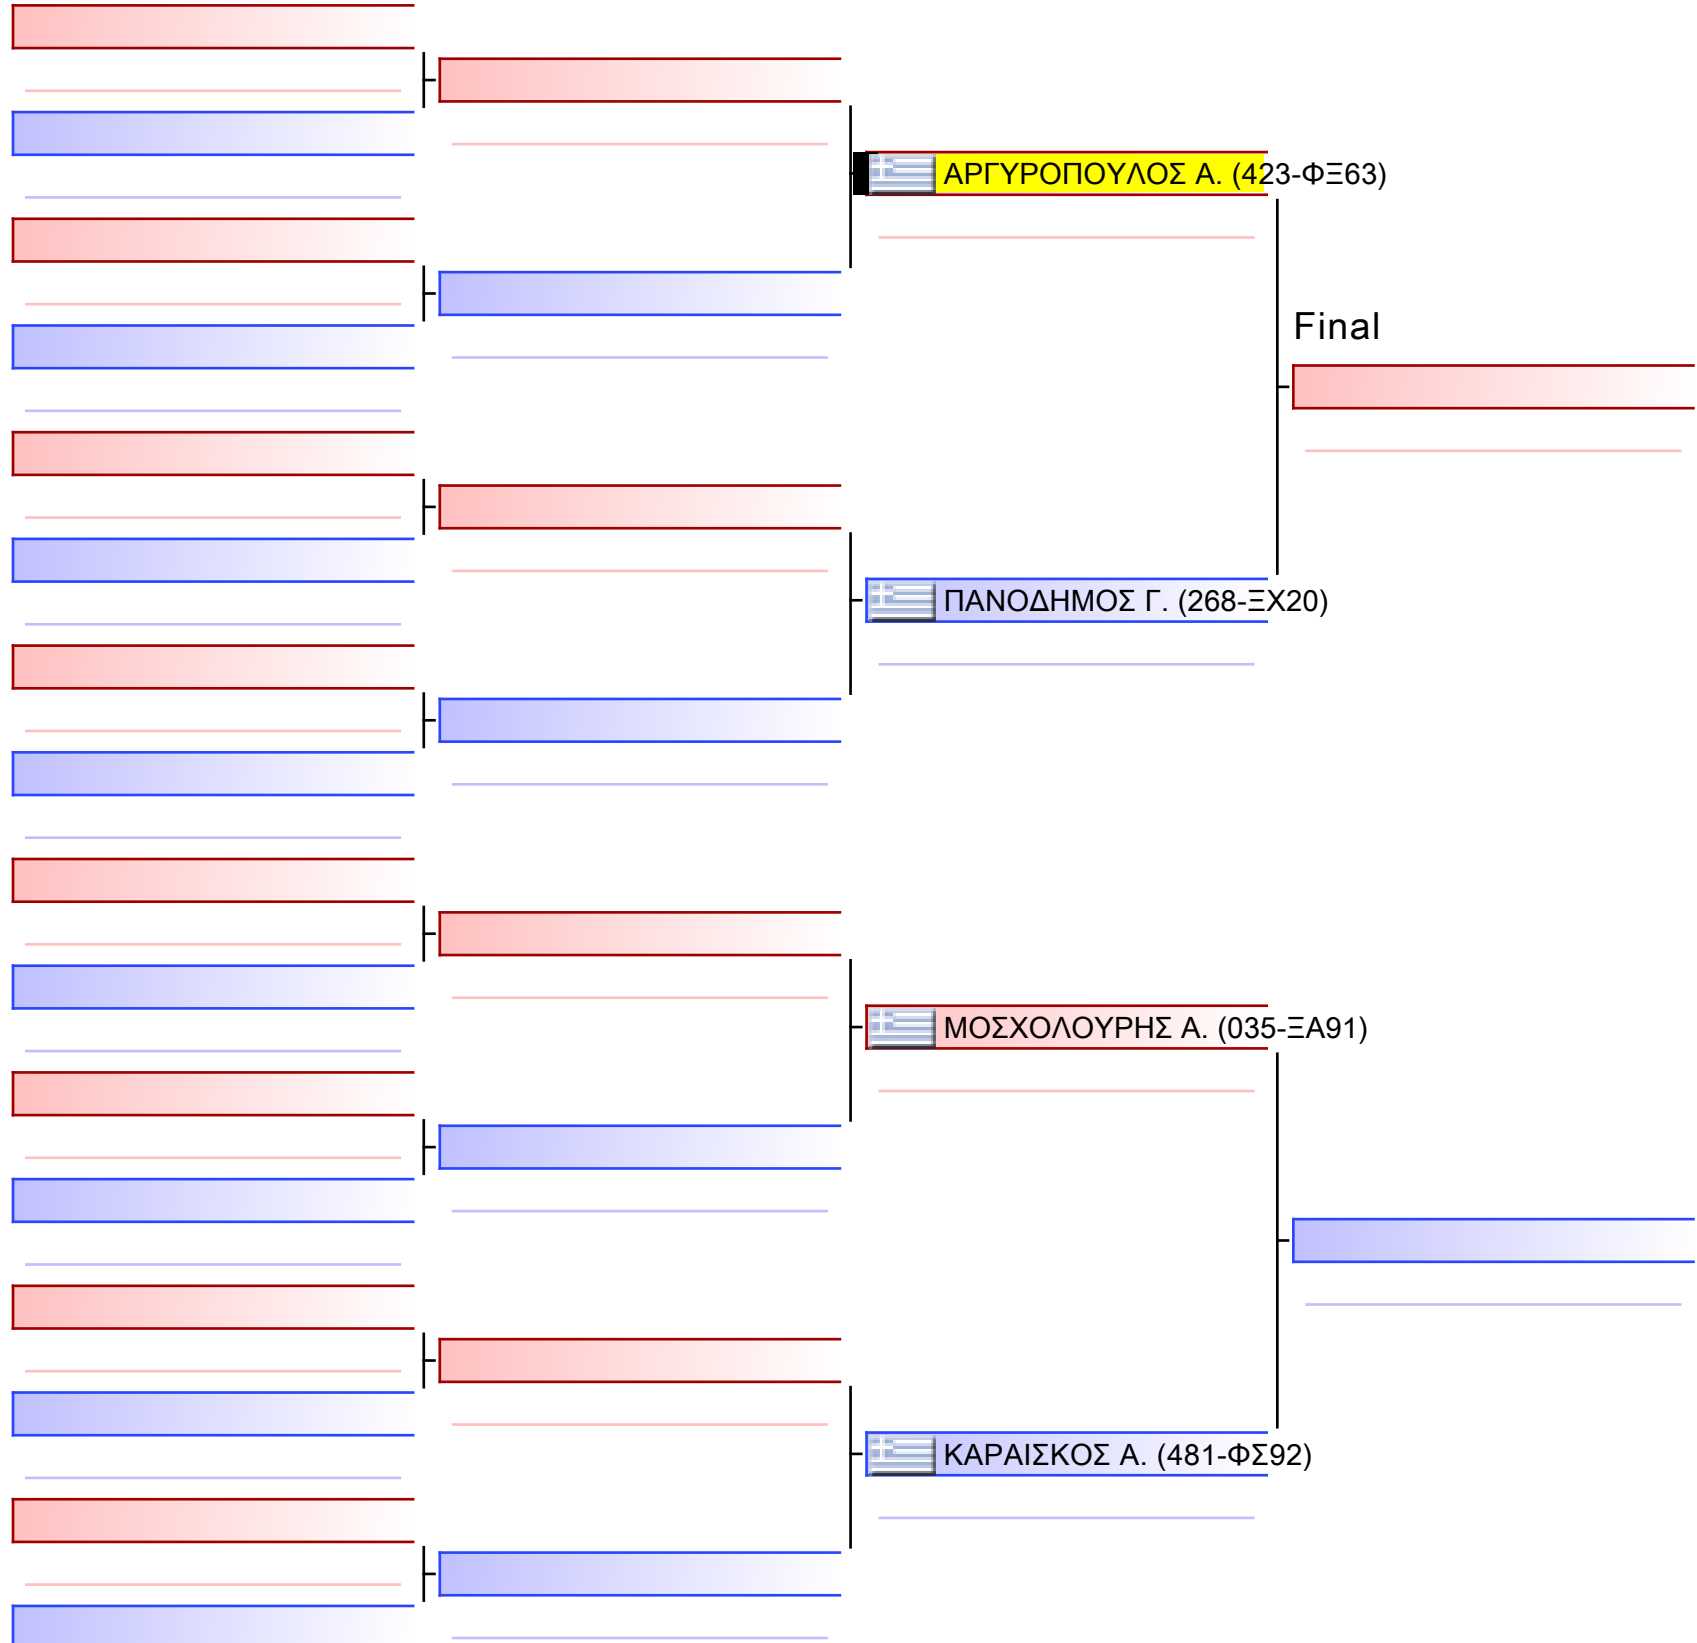 ΑΡΓΥΡΟΠΟΥΛΟΣ Α. (423-ΦΞ63)
Final
ΠΑΝΟΔΗΜΟΣ Γ. (268-ΞΧ20)
ΜΟΣΧΟΛΟΥΡΗΣ Α. (035-ΞΑ91)
ΚΑΡΑΙΣΚΟΣ Α. (481-ΦΣ92)